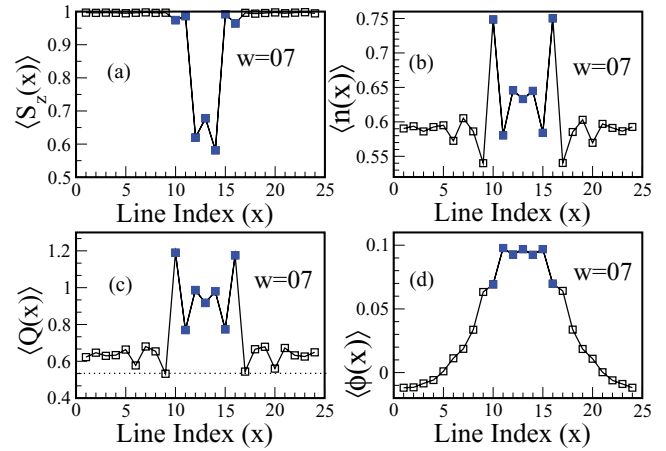 1
0.9
0.8
0.7
0.6
0.5
⟨S_z(x)⟩
(a)
w=07
0 5 10 15 20 25
Line Index (x)
0.75
0.7
0.65
0.6
0.55
⟨n(x)⟩
(b)
w=07
0 5 10 15 20 25
Line Index (x)
1.2
1
0.8
0.6
0.4
⟨Q(x)⟩
(c)
w=07
0 5 10 15 20 25
Line Index (x)
0.1
0.05
0
⟨ϕ(x)⟩
(d)
w=07
0 5 10 15 20 25
Line Index (x)